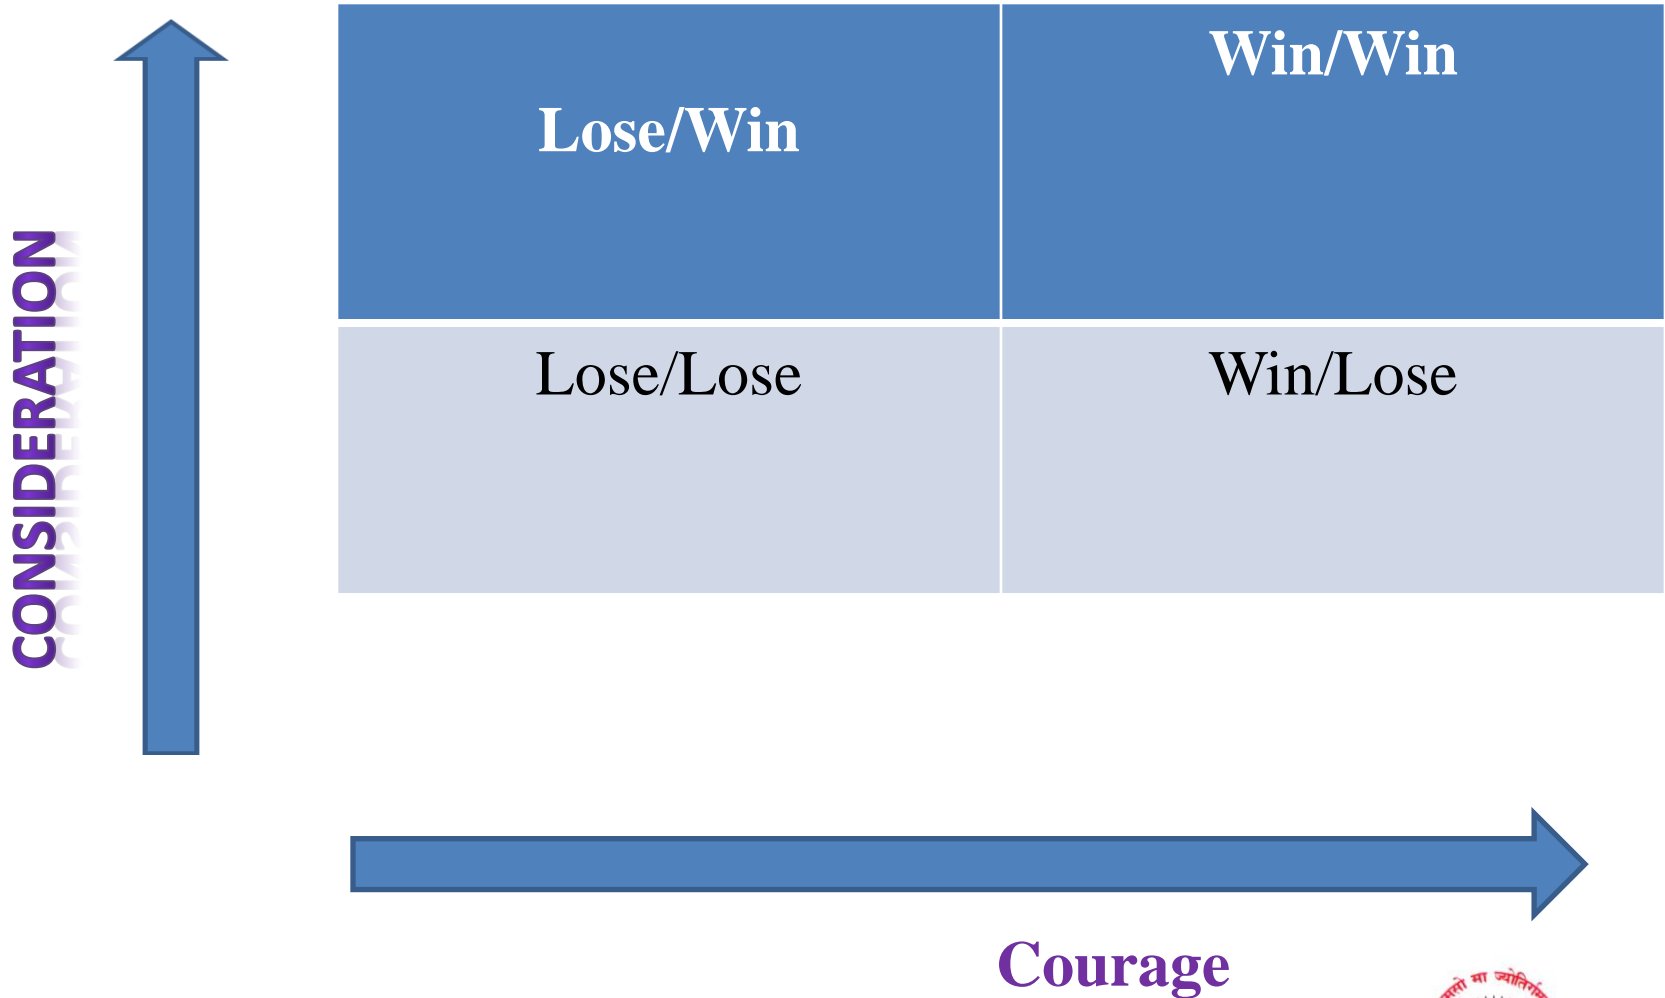 Win/Win
Lose/Win
CONSIDERATION
Lose/Lose Win/Lose
Courage
मा